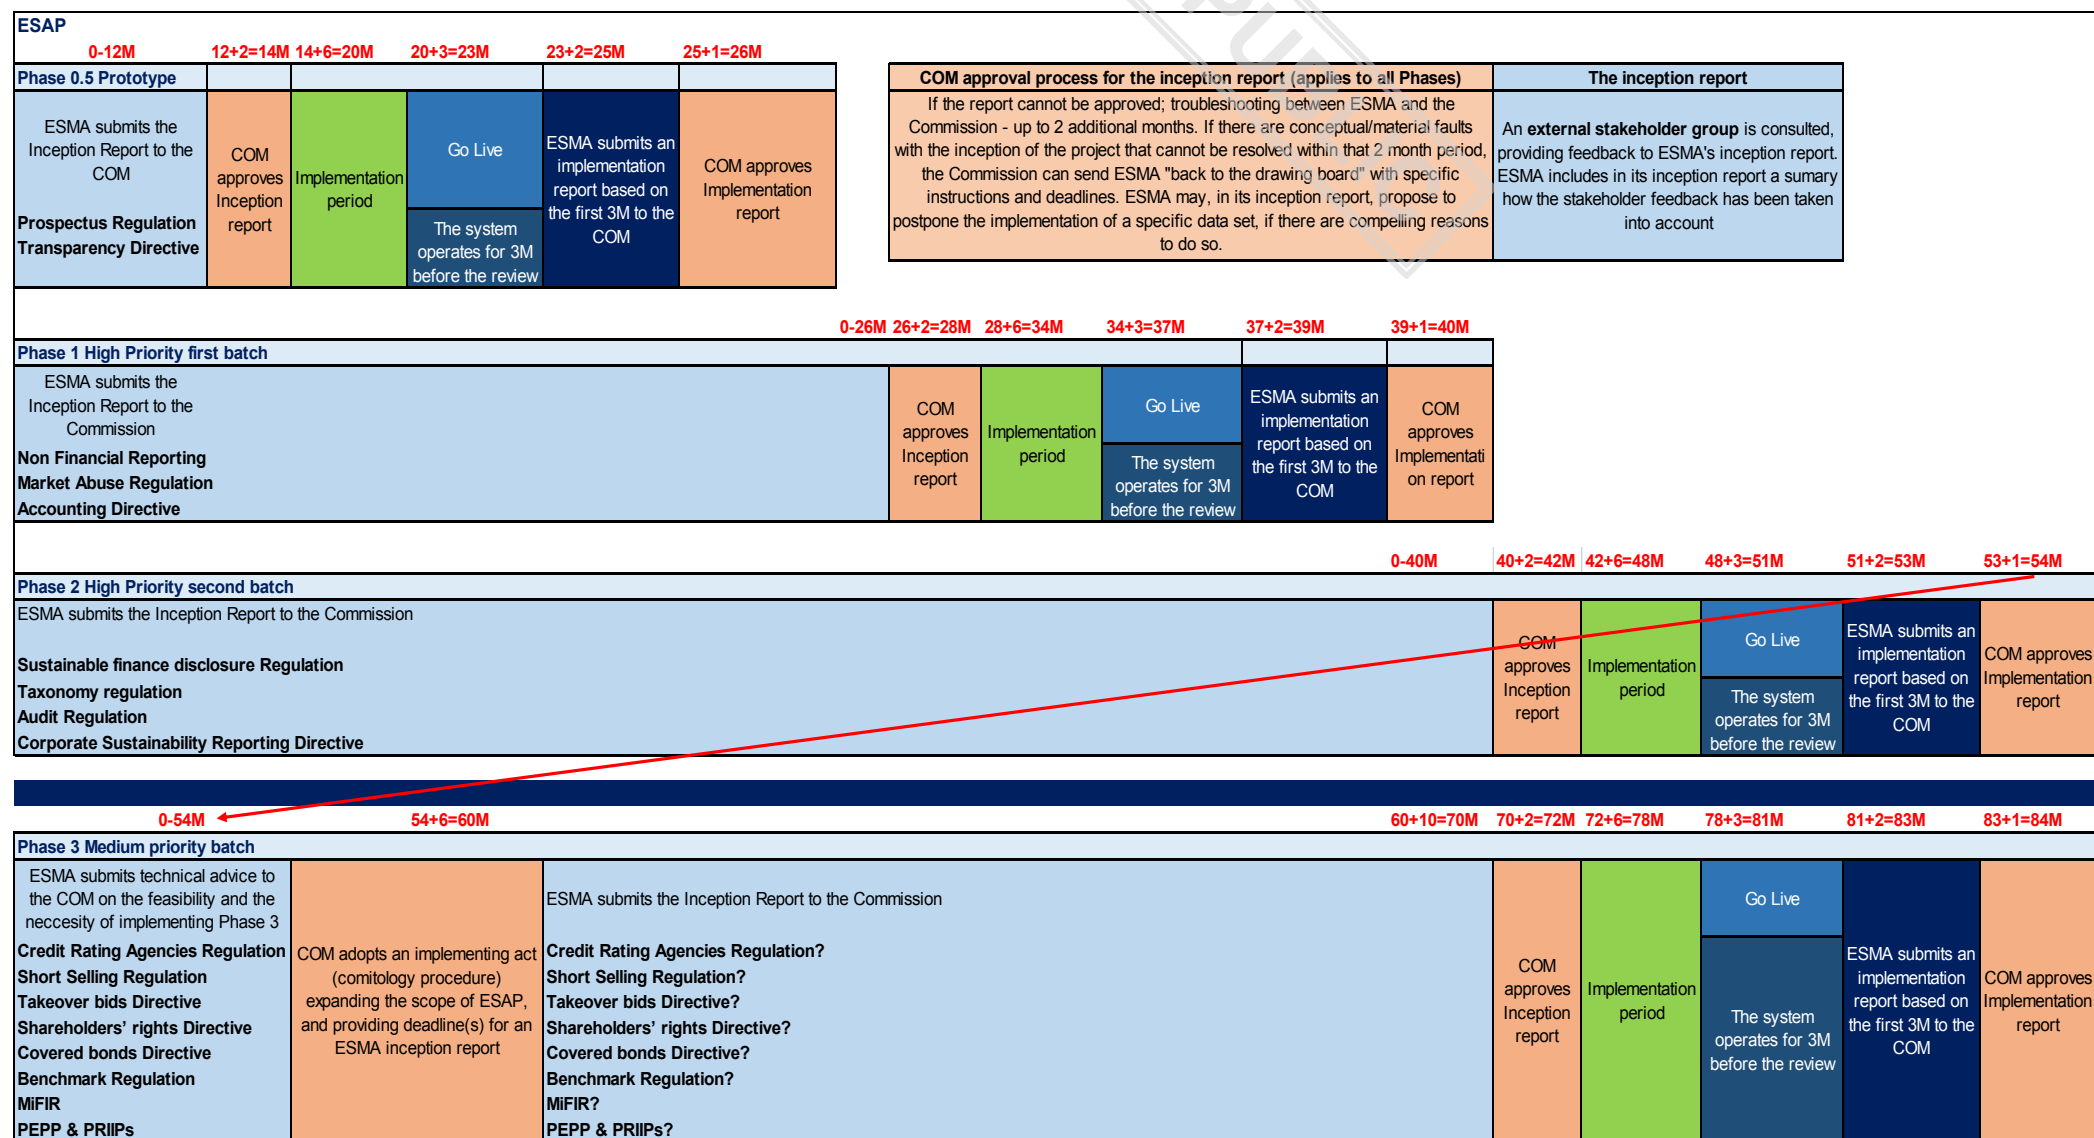 ESAP
0-12M 12+2=14M 14+6=20M 20+3=23M 23+2=25M 25+1=26M
Phase 0.5 Prototype
ESMA submits the
Inception Report to the
COM
Prospectus Regulation
Transparency Directive
COM
approves
Inception
report
Implementation
period
Go Live
The system
operates for 3M
before the review
ESMA submits an
implementation
report based on
the first 3M to the
COM
COM approves
Implementation
report
COM approval process for the inception report (applies to all Phases)
If the report cannot be approved; troubleshooting between ESMA and the
Commission - up to 2 additional months. If there are conceptual/material faults
with the inception of the project that cannot be resolved within that 2 month period,
the Commission can send ESMA "back to the drawing board" with specific
instructions and deadlines. ESMA may, in its inception report, propose to
postpone the implementation of a specific data set, if there are compelling reasons
to do so.
The inception report
An external stakeholder group is consulted,
providing feedback to ESMA's inception report.
ESMA includes in its inception report a sumary
how the stakeholder feedback has been taken
into account
PUBLIC
0-26M 26+2=28M 28+6=34M 34+3=37M 37+2=39M 39+1=40M
Phase 1 High Priority first batch
ESMA submits the
Inception Report to the
Commission
Non Financial Reporting
Market Abuse Regulation
Accounting Directive
COM
approves
Inception
report
Implementation
period
Go Live
The system
operates for 3M
before the review
ESMA submits an
implementation
report based on
the first 3M to the
COM
COM
approves
Implementati
on report
0-40M 40+2=42M 42+6=48M 48+3=51M 51+2=53M 53+1=54M
Phase 2 High Priority second batch
ESMA submits the Inception Report to the Commission
Sustainable finance disclosure Regulation
Taxonomy regulation
Audit Regulation
Corporate Sustainability Reporting Directive
COM
approves
Inception
report
Implementation
period
Go Live
The system
operates for 3M
before the review
ESMA submits an
implementation
report based on
the first 3M to the
COM
COM approves
Implementation
report
0-54M 54+6=60M 60+10=70M 70+2=72M 72+6=78M 78+3=81M 81+2=83M 83+1=84M
Phase 3 Medium priority batch
ESMA submits technical advice to
the COM on the feasibility and the
neccesity of implementing Phase 3
Credit Rating Agencies Regulation
Short Selling Regulation
Takeover bids Directive
Shareholders' rights Directive
Covered bonds Directive
Benchmark Regulation
MiFIR
PEPP & PRIIPs
COM adopts an implementing act
(comitology procedure)
expanding the scope of ESAP,
and providing deadline(s) for an
ESMA inception report
ESMA submits the Inception Report to the Commission
Credit Rating Agencies Regulation?
Short Selling Regulation?
Takeover bids Directive?
Shareholders' rights Directive?
Covered bonds Directive?
Benchmark Regulation?
MiFIR?
PEPP & PRIIPs?
COM
approves
Inception
report
Implementation
period
Go Live
The system
operates for 3M
before the review
ESMA submits an
implementation
report based on
the first 3M to the
COM
COM approves
Implementation
report